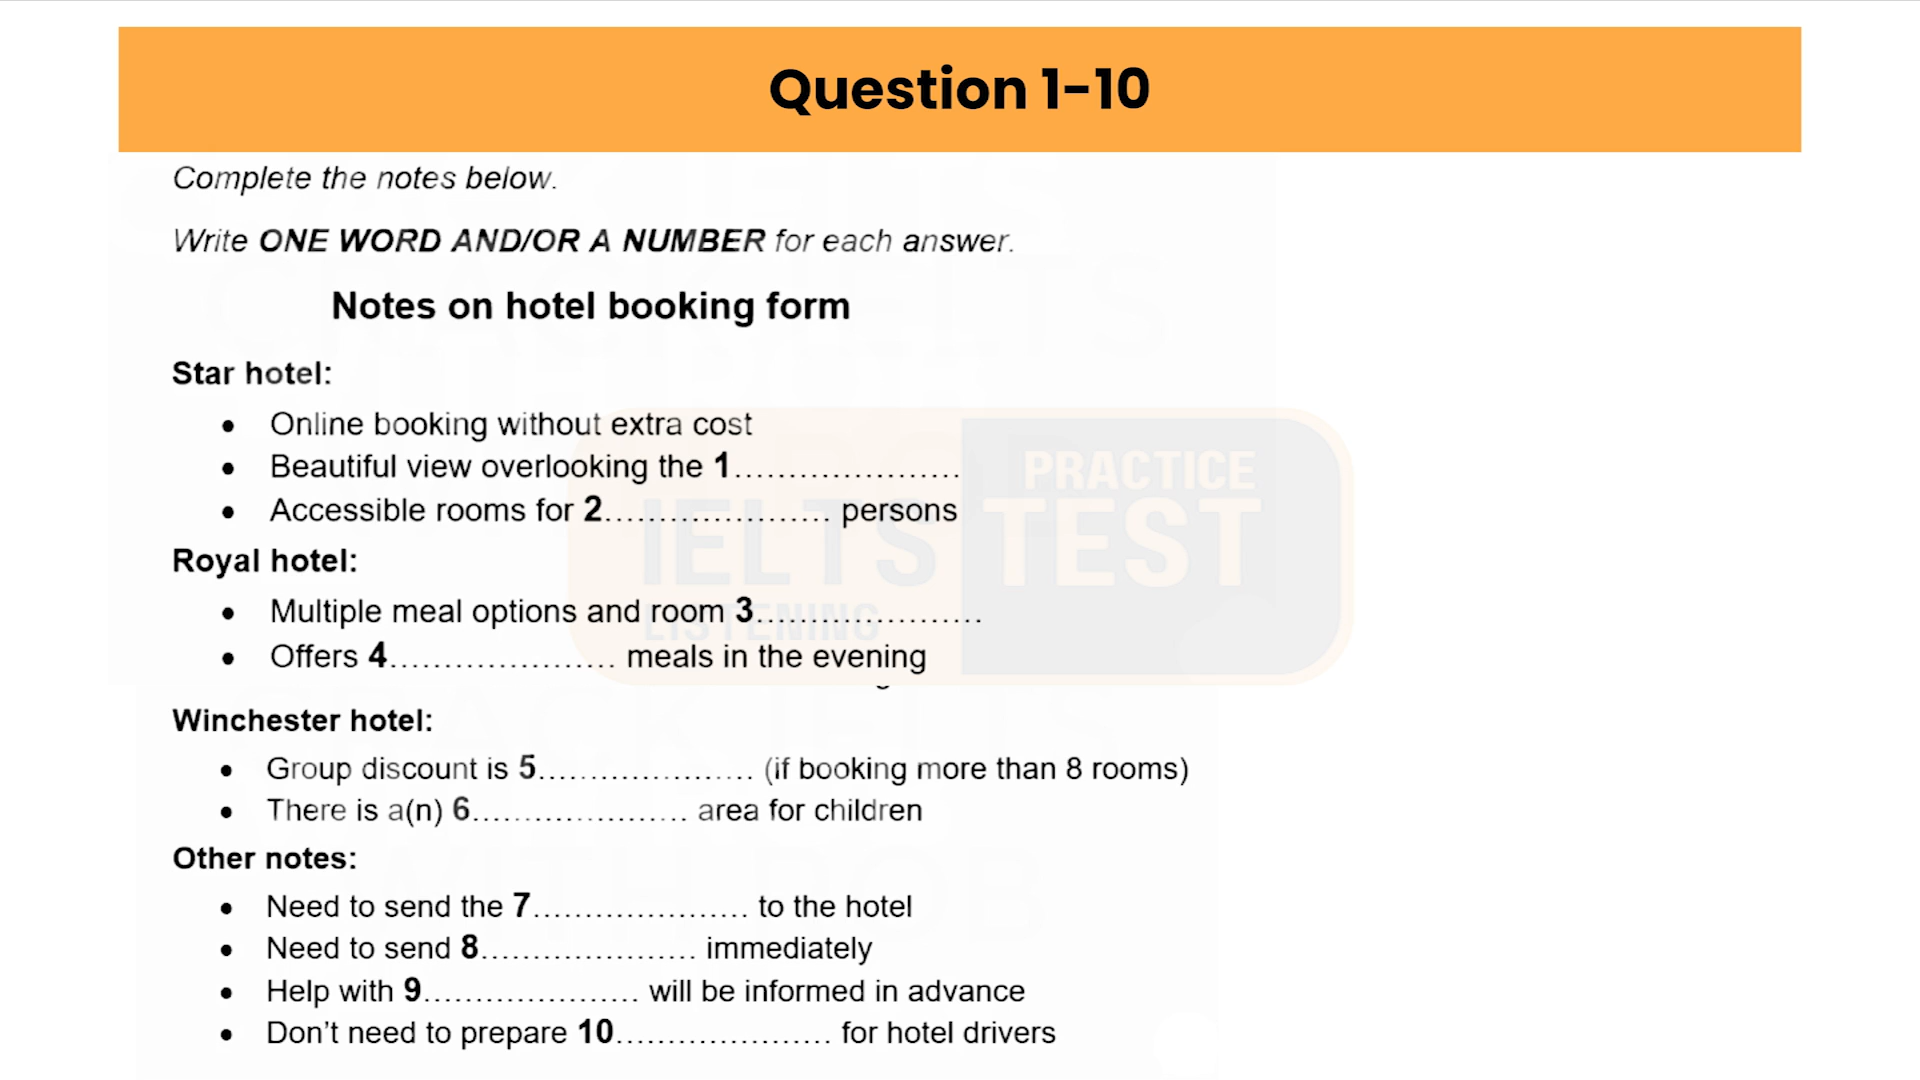 Question 1-10
Complete the notes below.
Write ONE WORD AND/OR A NUMBER for each answer.
Notes on hotel booking form
Star hotel:
• Online booking without extra cost
• Beautiful view overlooking the 1.....................
• Accessible rooms for 2..................... persons
Royal hotel:
• Multiple meal options and room 3.....................
• Offers 4..................... meals in the evening
Winchester hotel:
• Group discount is 5..................... (if booking more than 8 rooms)
• There is a(n) 6..................... area for children
Other notes:
• Need to send the 7..................... to the hotel
• Need to send 8..................... immediately
• Help with 9..................... will be informed in advance
• Don't need to prepare 10..................... for hotel drivers
PRACTICE
IELTS TEST
LISTENING